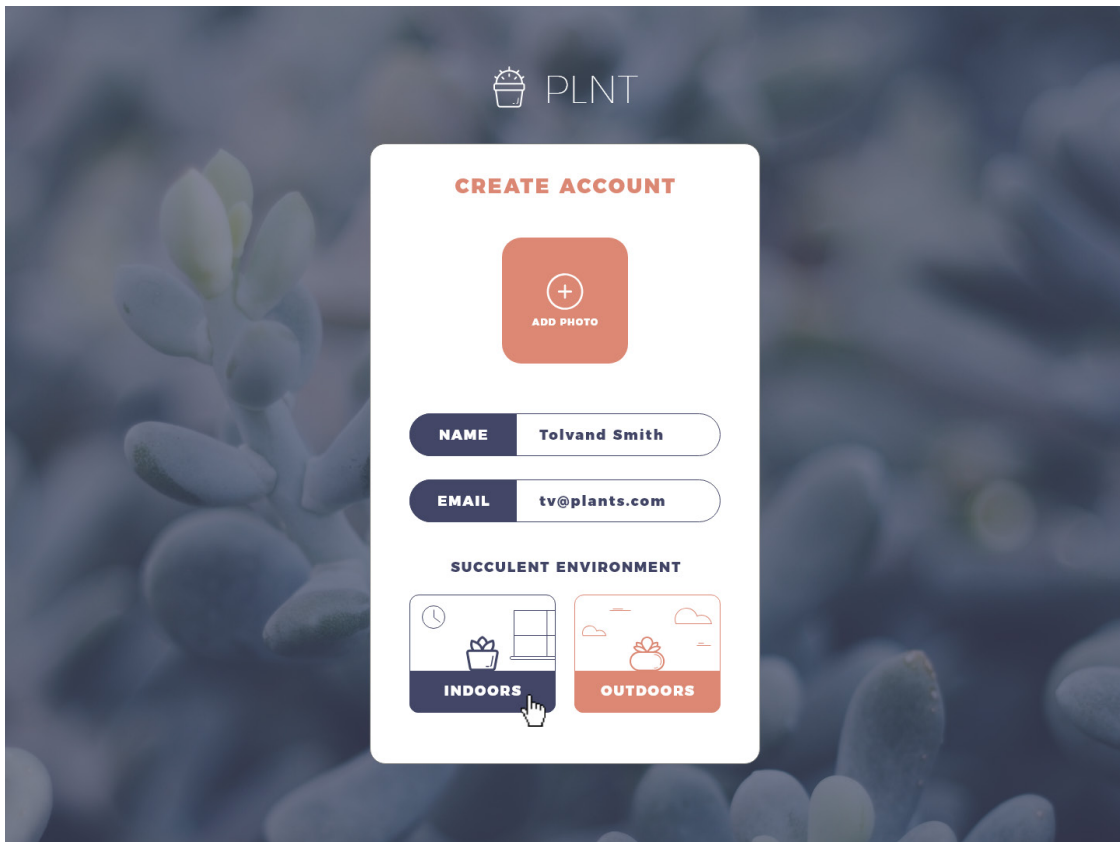 PLNT
CREATE ACCOUNT
ADD PHOTO
NAME Tolvand Smith
EMAIL tv@plants.com
SUCCULENT ENVIRONMENT
INDOORS OUTDOORS